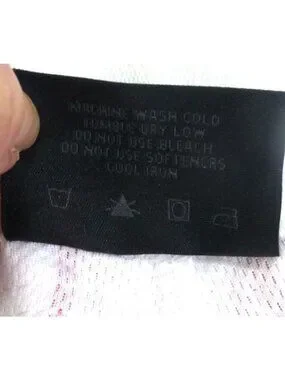 MACHINE WASH COLD
TUMBLE DRY LOW
DO NOT USE BLEACH
DO NOT USE SOFTENERS
COOL IRON